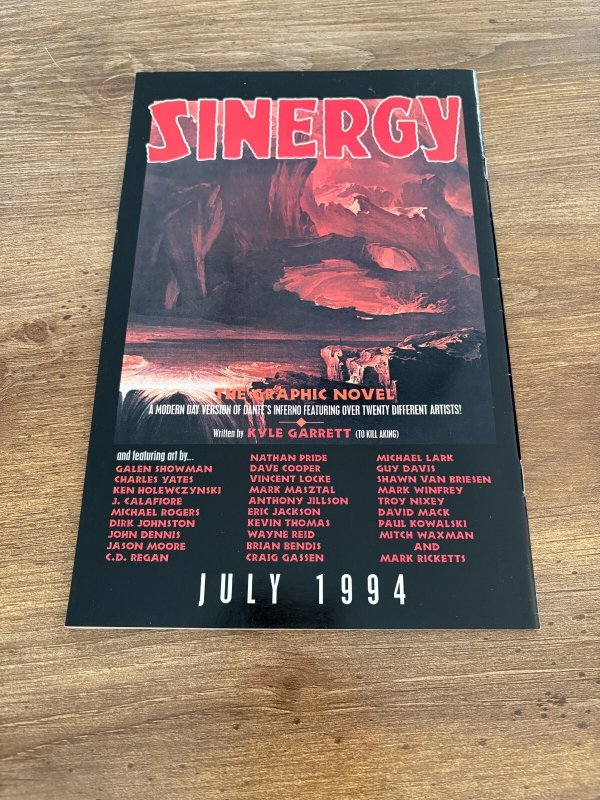 SINERGY
THE GRAPHIC NOVEL
A MODERN DAY VERSION OF DANTE'S INFERNO FEATURING OVER TWENTY DIFFERENT ARTISTS!
Written by KYLE GARRETT (TO KILL A KING)
and featuring art by...
GALEN SHOWMAN
CHARLES YATES
KEN HOLEWCZYNSKI
J. CALAFIORE
MICHAEL ROGERS
DIRK JOHNSTON
JOHN DENNIS
JASON MOORE
C.D. REGAN
NATHAN PRIDE
DAVE COOPER
VINCENT LOCKE
MARK MASZTAL
ANTHONY JILLSON
ERIC JACKSON
KEVIN THOMAS
WAYNE REID
BRIAN BENDIS
CRAIG GASSEN
MICHAEL LARK
GUY DAVIS
SHAWN VAN BRIESEN
MARK WINFREY
TROY NIXEY
DAVID MACK
PAUL KOWALSKI
MITCH WAXMAN
AND
MARK RICKETTS
JULY 1994